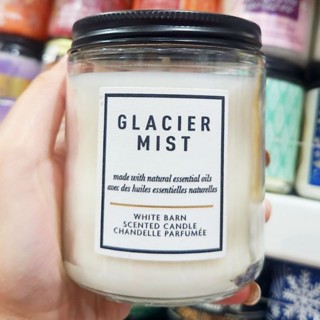 GLACIER
MIST
made with natural essential oils
avec des huiles essentielles naturelles
WHITE BARN
SCENTED CANDLE
CHANDELLE PARFUMÉE